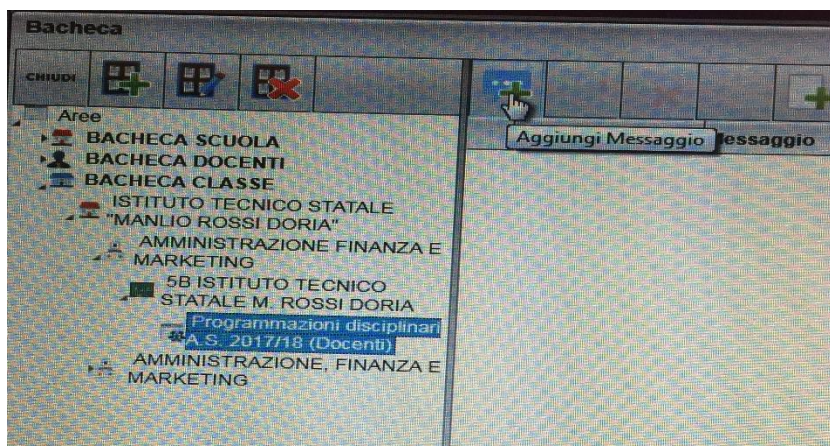 Bacheca
CHIUDI
Aree
BACHECA SCUOLA
BACHECA DOCENTI
BACHECA CLASSE
ISTITUTO TECNICO STATALE
"MANLIO ROSSI DORIA"
AMMINISTRAZIONE FINANZA E
MARKETING
5B ISTITUTO TECNICO
STATALE M. ROSSI DORIA
Programmazioni disciplinari
A.S. 2017/18 (Docenti)
AMMINISTRAZIONE, FINANZA E
MARKETING
Aggiungi Messaggio
Messaggio